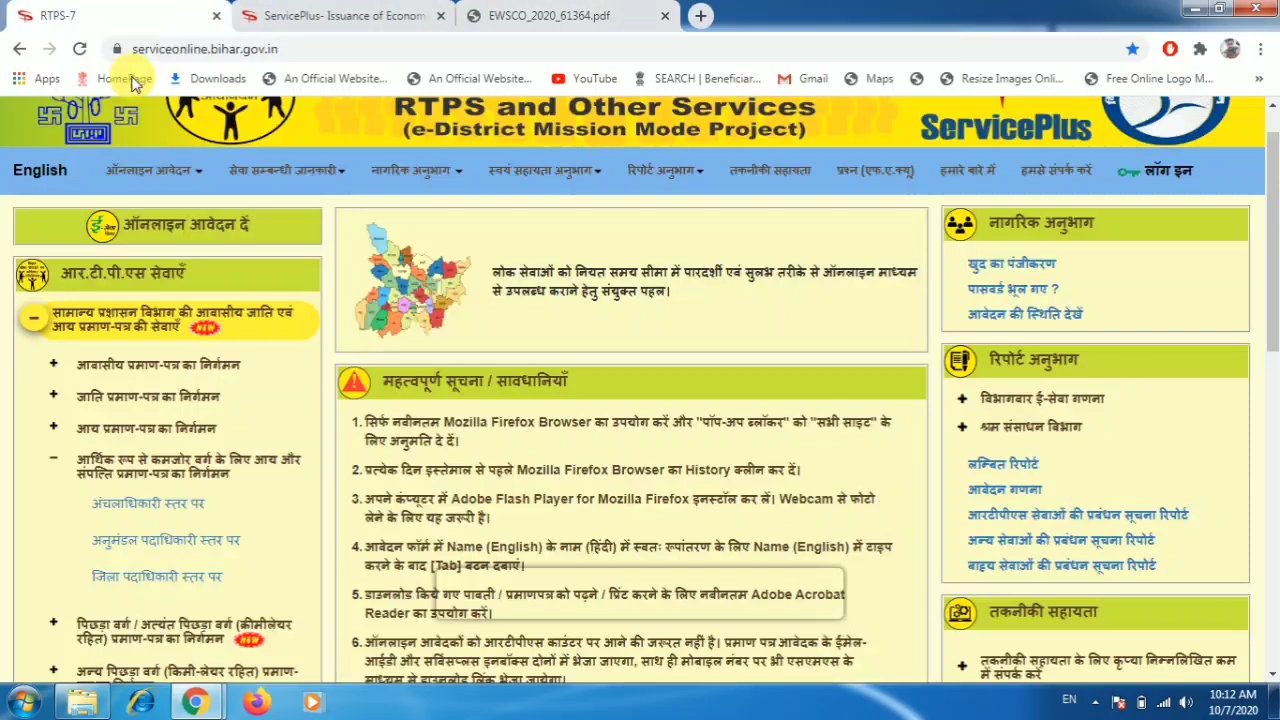 RTPS-7
ServicePlus- Issuance of Econom
EWSCO_2020_61364.pdf
serviceonline.bihar.gov.in
Apps
HomePage
Downloads
An Official Website...
An Official Website...
YouTube
SEARCH | Beneficiar...
Gmail
Maps
Resize Images Onli...
Free Online Logo M...
RTPS and Other Services
(e-District Mission Mode Project)
ServicePlus
English
ऑनलाइन आवेदन
सेवा सम्बन्धी जानकारी
नागरिक अनुभाग
स्वयं सहायता अनुभाग
रिपोर्ट अनुभाग
तकनीकी सहायता
प्रश्न (एफ.ए.क्यू)
हमारे बारे में
हमसे संपर्क करें
लॉग इन
ऑनलाइन आवेदन दें
आर.टी.पी.एस सेवाएँ
सामान्य प्रशासन विभाग की आवासीय जाति एवं
आय प्रमाण-पत्र की सेवाएँ
आवासीय प्रमाण-पत्र का निर्गमन
जाति प्रमाण-पत्र का निर्गमन
आय प्रमाण-पत्र का निर्गमन
आर्थिक रुप से कमजोर वर्ग के लिए आय और
संपत्ति प्रमाण-पत्र का निर्गमन
अंचलाधिकारी स्तर पर
अनुमंडल पदाधिकारी स्तर पर
जिला पदाधिकारी स्तर पर
पिछड़ा वर्ग / अत्यंत पिछड़ा वर्ग (क्रीमीलेयर
रहित) प्रमाण-पत्र का निर्गमन
अन्य पिछड़ा वर्ग (किमी-लेयर रहित) प्रमाण-
लोक सेवाओं को नियत समय सीमा में पारदर्शी एवं सुलभ तरीके से ऑनलाइन माध्यम
से उपलब्ध कराने हेतु संयुक्त पहल।
महत्वपूर्ण सूचना / सावधानियाँ
1. सिर्फ नवीनतम Mozilla Firefox Browser का उपयोग करें और "पॉप-अप ब्लॉकर" को "सभी साइट" के
लिए अनुमति दे दें।
2. प्रत्येक दिन इस्तेमाल से पहले Mozilla Firefox Browser का History क्लीन कर दें।
3. अपने कंप्यूटर में Adobe Flash Player for Mozilla Firefox इनस्टॉल कर लें। Webcam से फोटो
लेने के लिए यह जरुरी है।
4. आवेदन फॉर्म में Name (English) के नाम (हिंदी) में स्वतः रुपांतरण के लिए Name (English) में टाइप
करने के बाद [Tab] बटन दबाएं।
5. डाउनलोड किये गए पावती / प्रमाणपत्र को पढ़ने / प्रिंट करने के लिए नवीनतम Adobe Acrobat
Reader का उपयोग करें।
6. ऑनलाइन आवेदकों को आरटीपीएस काउंटर पर आने की जरुरत नहीं है। प्रमाण पत्र आवेदक के ईमेल-
आईडी और सर्विसप्लस इनबॉक्स दोनों में भेजा जाएगा, साथ ही मोबाइल नंबर पर भी एसएमएस के
माध्यम से डाउनलोड लिंक भेजा जायेगा।
नागरिक अनुभाग
खुद का पंजीकरण
पासवर्ड भूल गए ?
आवेदन की स्थिति देखें
रिपोर्ट अनुभाग
विभागवार ई-सेवा गणना
श्रम संसाधन विभाग
लम्बित रिपोर्ट
आवेदन गणना
आरटीपीएस सेवाओं की प्रबंधन सूचना रिपोर्ट
अन्य सेवाओं की प्रबंधन सूचना रिपोर्ट
बाह्य सेवाओं की प्रबंधन सूचना रिपोर्ट
तकनीकी सहायता
तकनीकी सहायता के लिए कृप्या निम्नलिखित क्रम
में संपर्क करें
EN
10:12 AM
10/7/2020